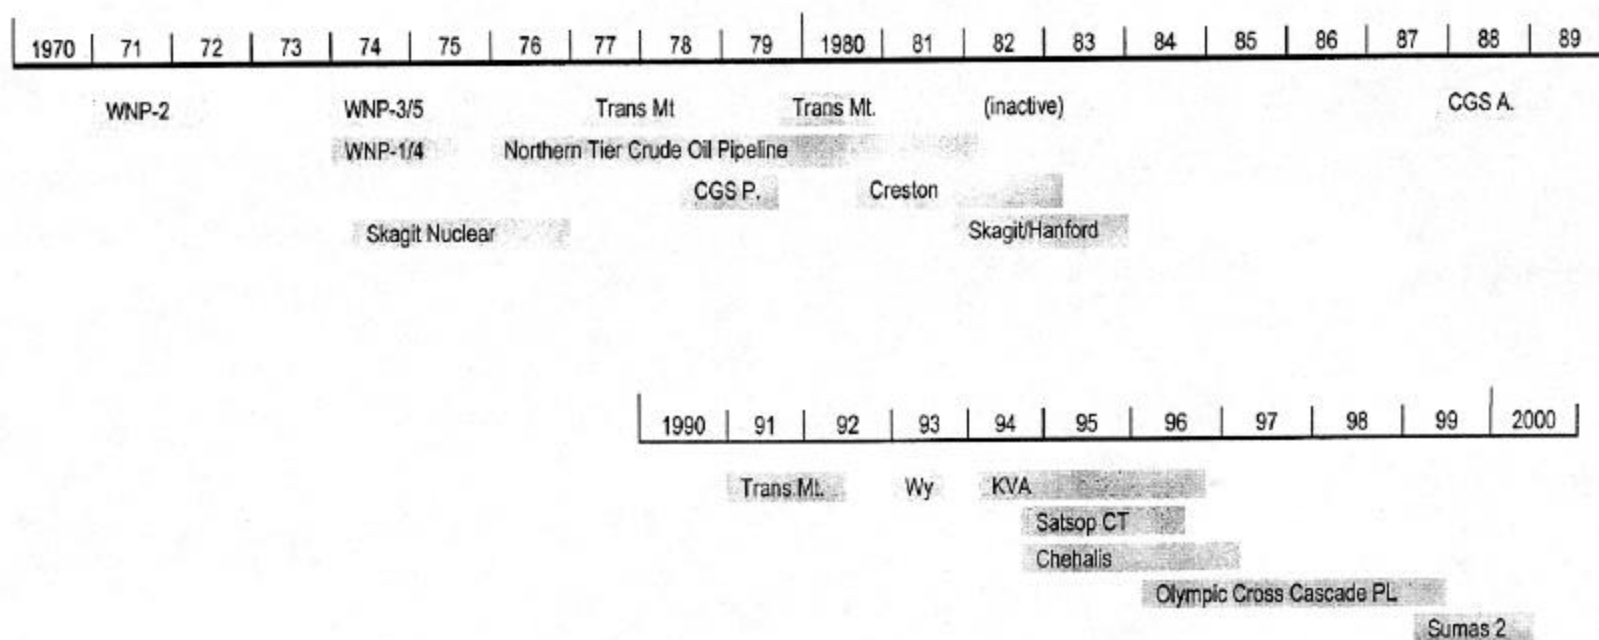 1970 71 72 73 74 75 76 77 78 79 1980 81 82 83 84 85 86 87 88 89
WNP-2 WNP-3/5 Trans Mt Trans Mt. (inactive) CGS A.
WNP-1/4 Northern Tier Crude Oil Pipeline
CGS P. Creston
Skagit Nuclear Skagit/Hanford
1990 91 92 93 94 95 96 97 98 99 2000
Trans Mt. Wy KVA
Satsop CT
Chehalis
Olympic Cross Cascade PL
Sumas 2